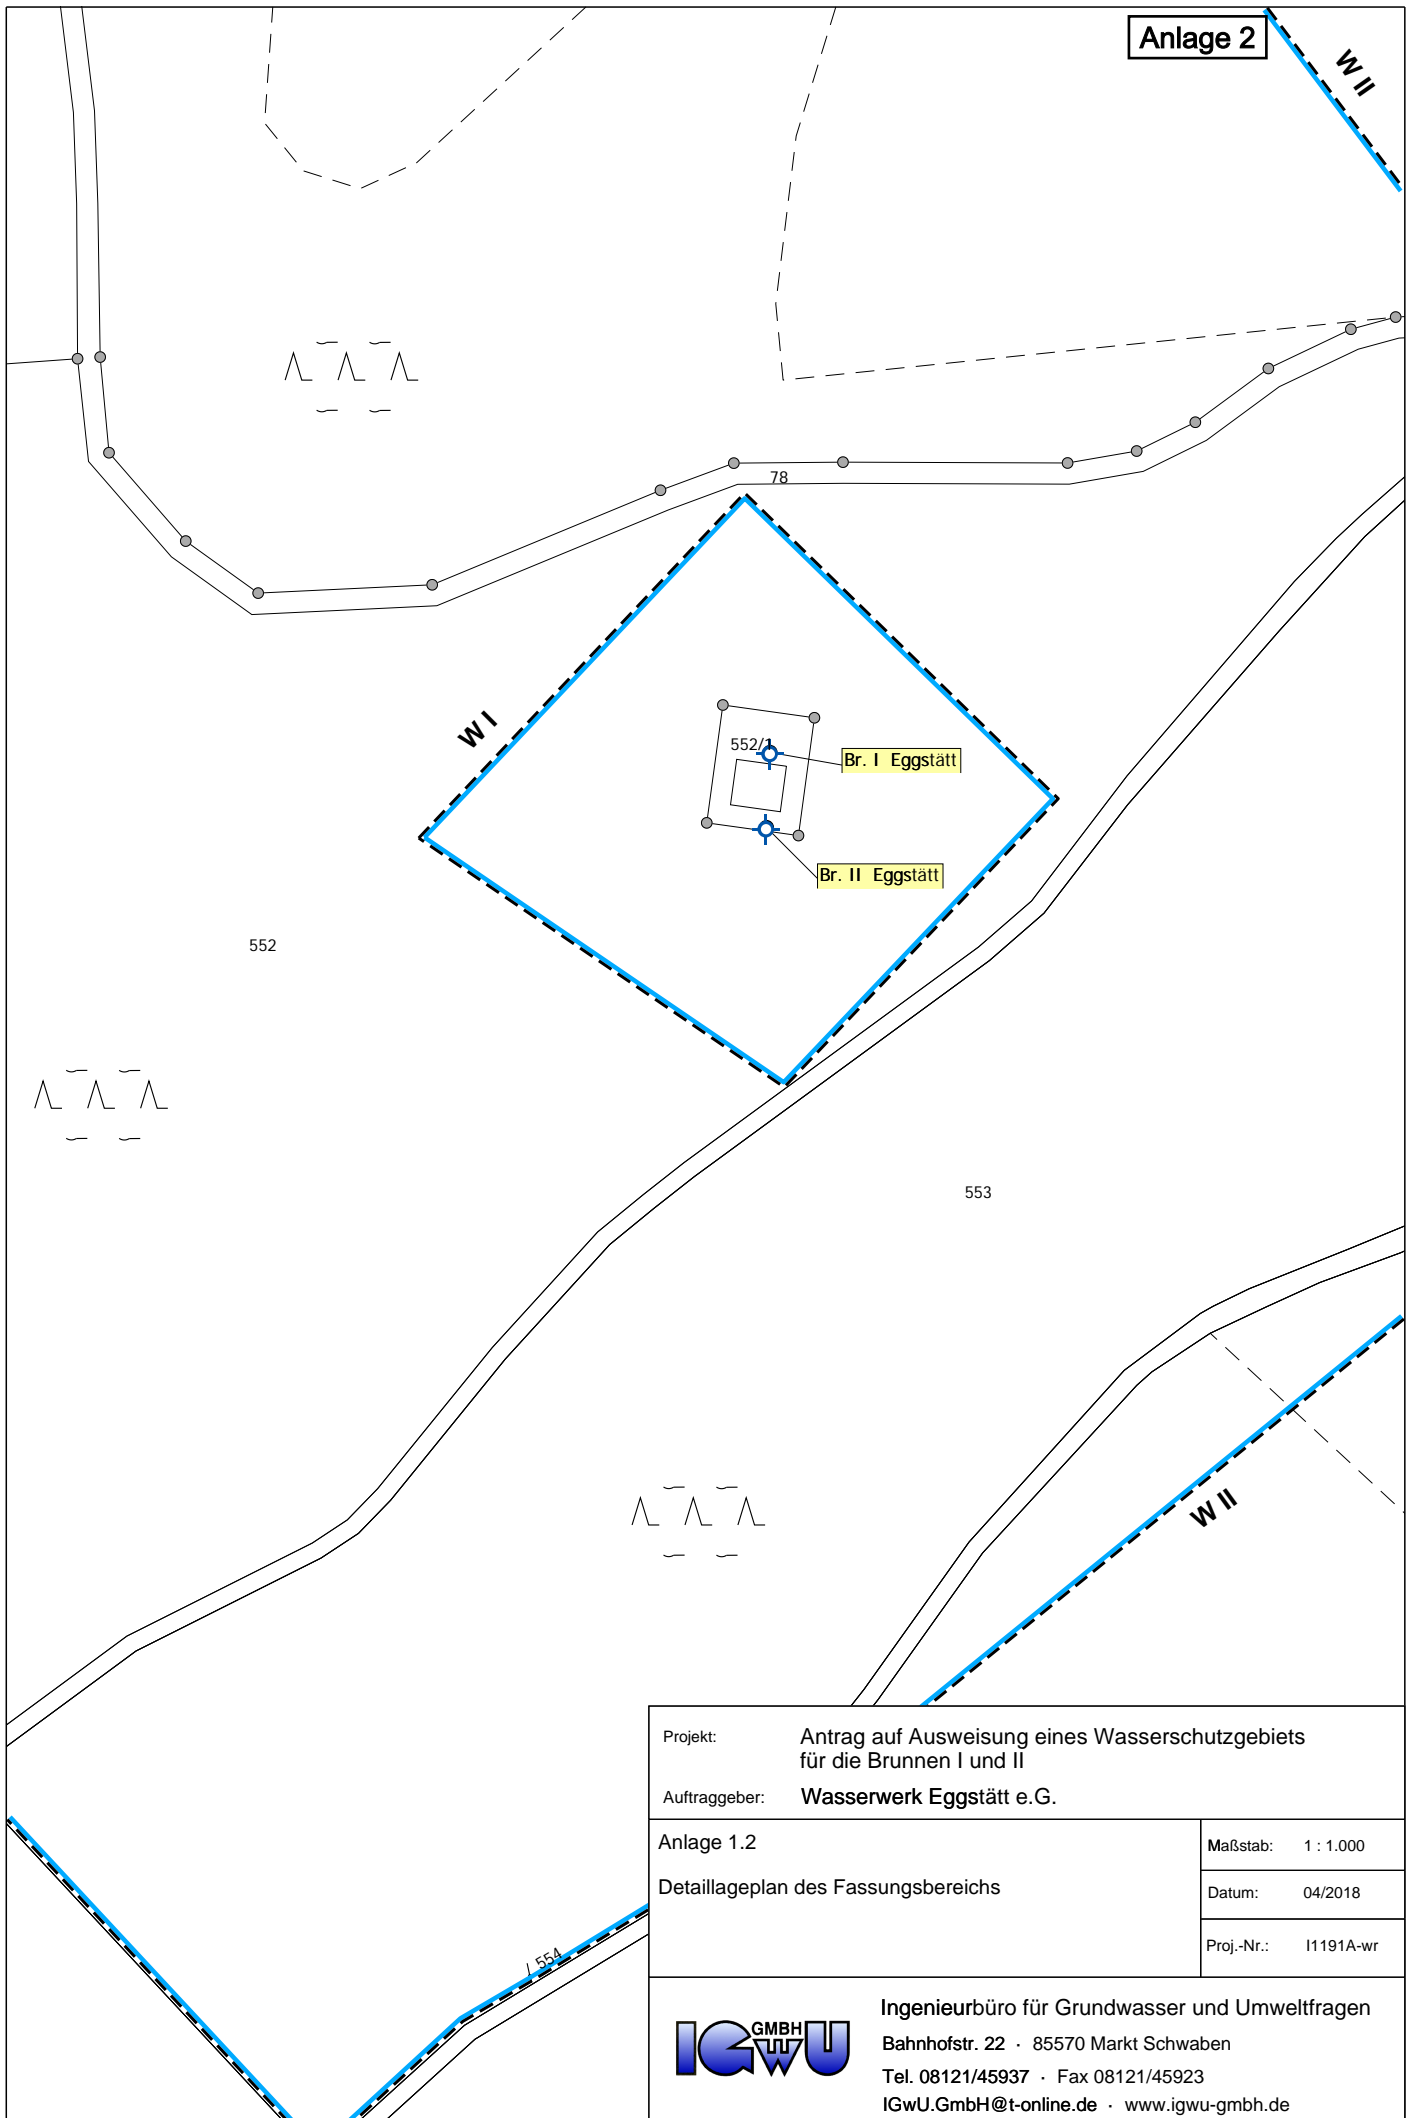 Anlage 2
W II
78
W I
552/1
Br. I Eggstätt
Br. II Eggstätt
552
553
W II
/ 554
Projekt: Antrag auf Ausweisung eines Wasserschutzgebiets
für die Brunnen I und II
Auftraggeber: Wasserwerk Eggstätt e.G.
Anlage 1.2
Detaillageplan des Fassungsbereichs
Maßstab: 1 : 1.000
Datum: 04/2018
Proj.-Nr.: I1191A-wr
IGwU GMBH
Ingenieurbüro für Grundwasser und Umweltfragen
Bahnhofstr. 22 · 85570 Markt Schwaben
Tel. 08121/45937 · Fax 08121/45923
IGwU.GmbH@t-online.de · www.igwu-gmbh.de